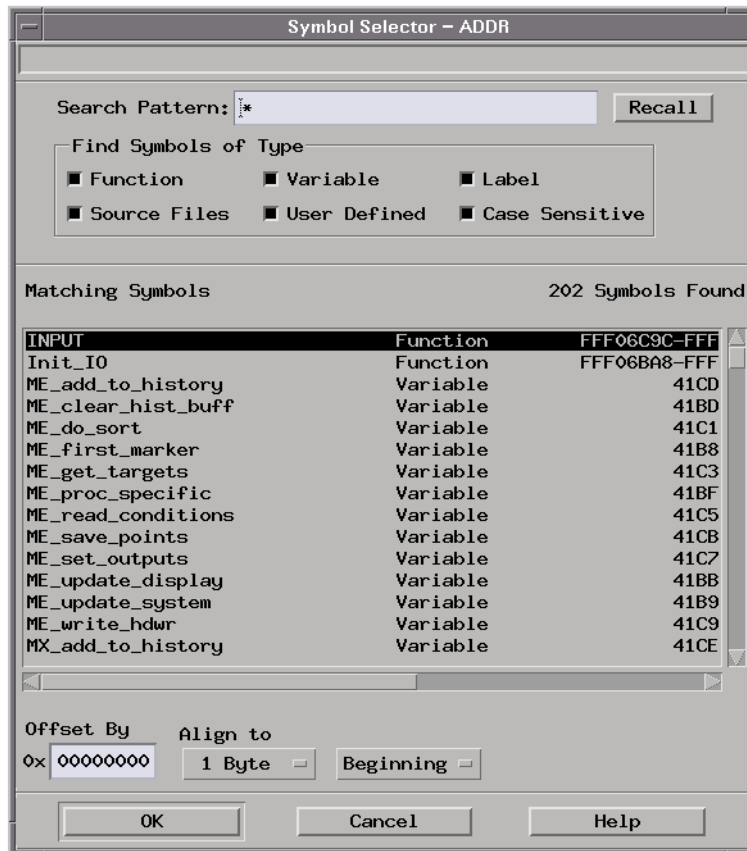 Symbol Selector – ADDR
Search Pattern: *
Recall
Find Symbols of Type
Function Variable Label
Source Files User Defined Case Sensitive
Matching Symbols 202 Symbols Found
INPUT Function FFF06C9C-FFF
Init_IO Function FFF06BA8-FFF
ME_add_to_history Variable 41CD
ME_clear_hist_buff Variable 41BD
ME_do_sort Variable 41C1
ME_first_marker Variable 41B8
ME_get_targets Variable 41C3
ME_proc_specific Variable 41BF
ME_read_conditions Variable 41C5
ME_save_points Variable 41CB
ME_set_outputs Variable 41C7
ME_update_display Variable 41BB
ME_update_system Variable 41B9
ME_write_hdwr Variable 41C9
MX_add_to_history Variable 41CE
Offset By Align to
0x 00000000 1 Byte Beginning
OK Cancel Help